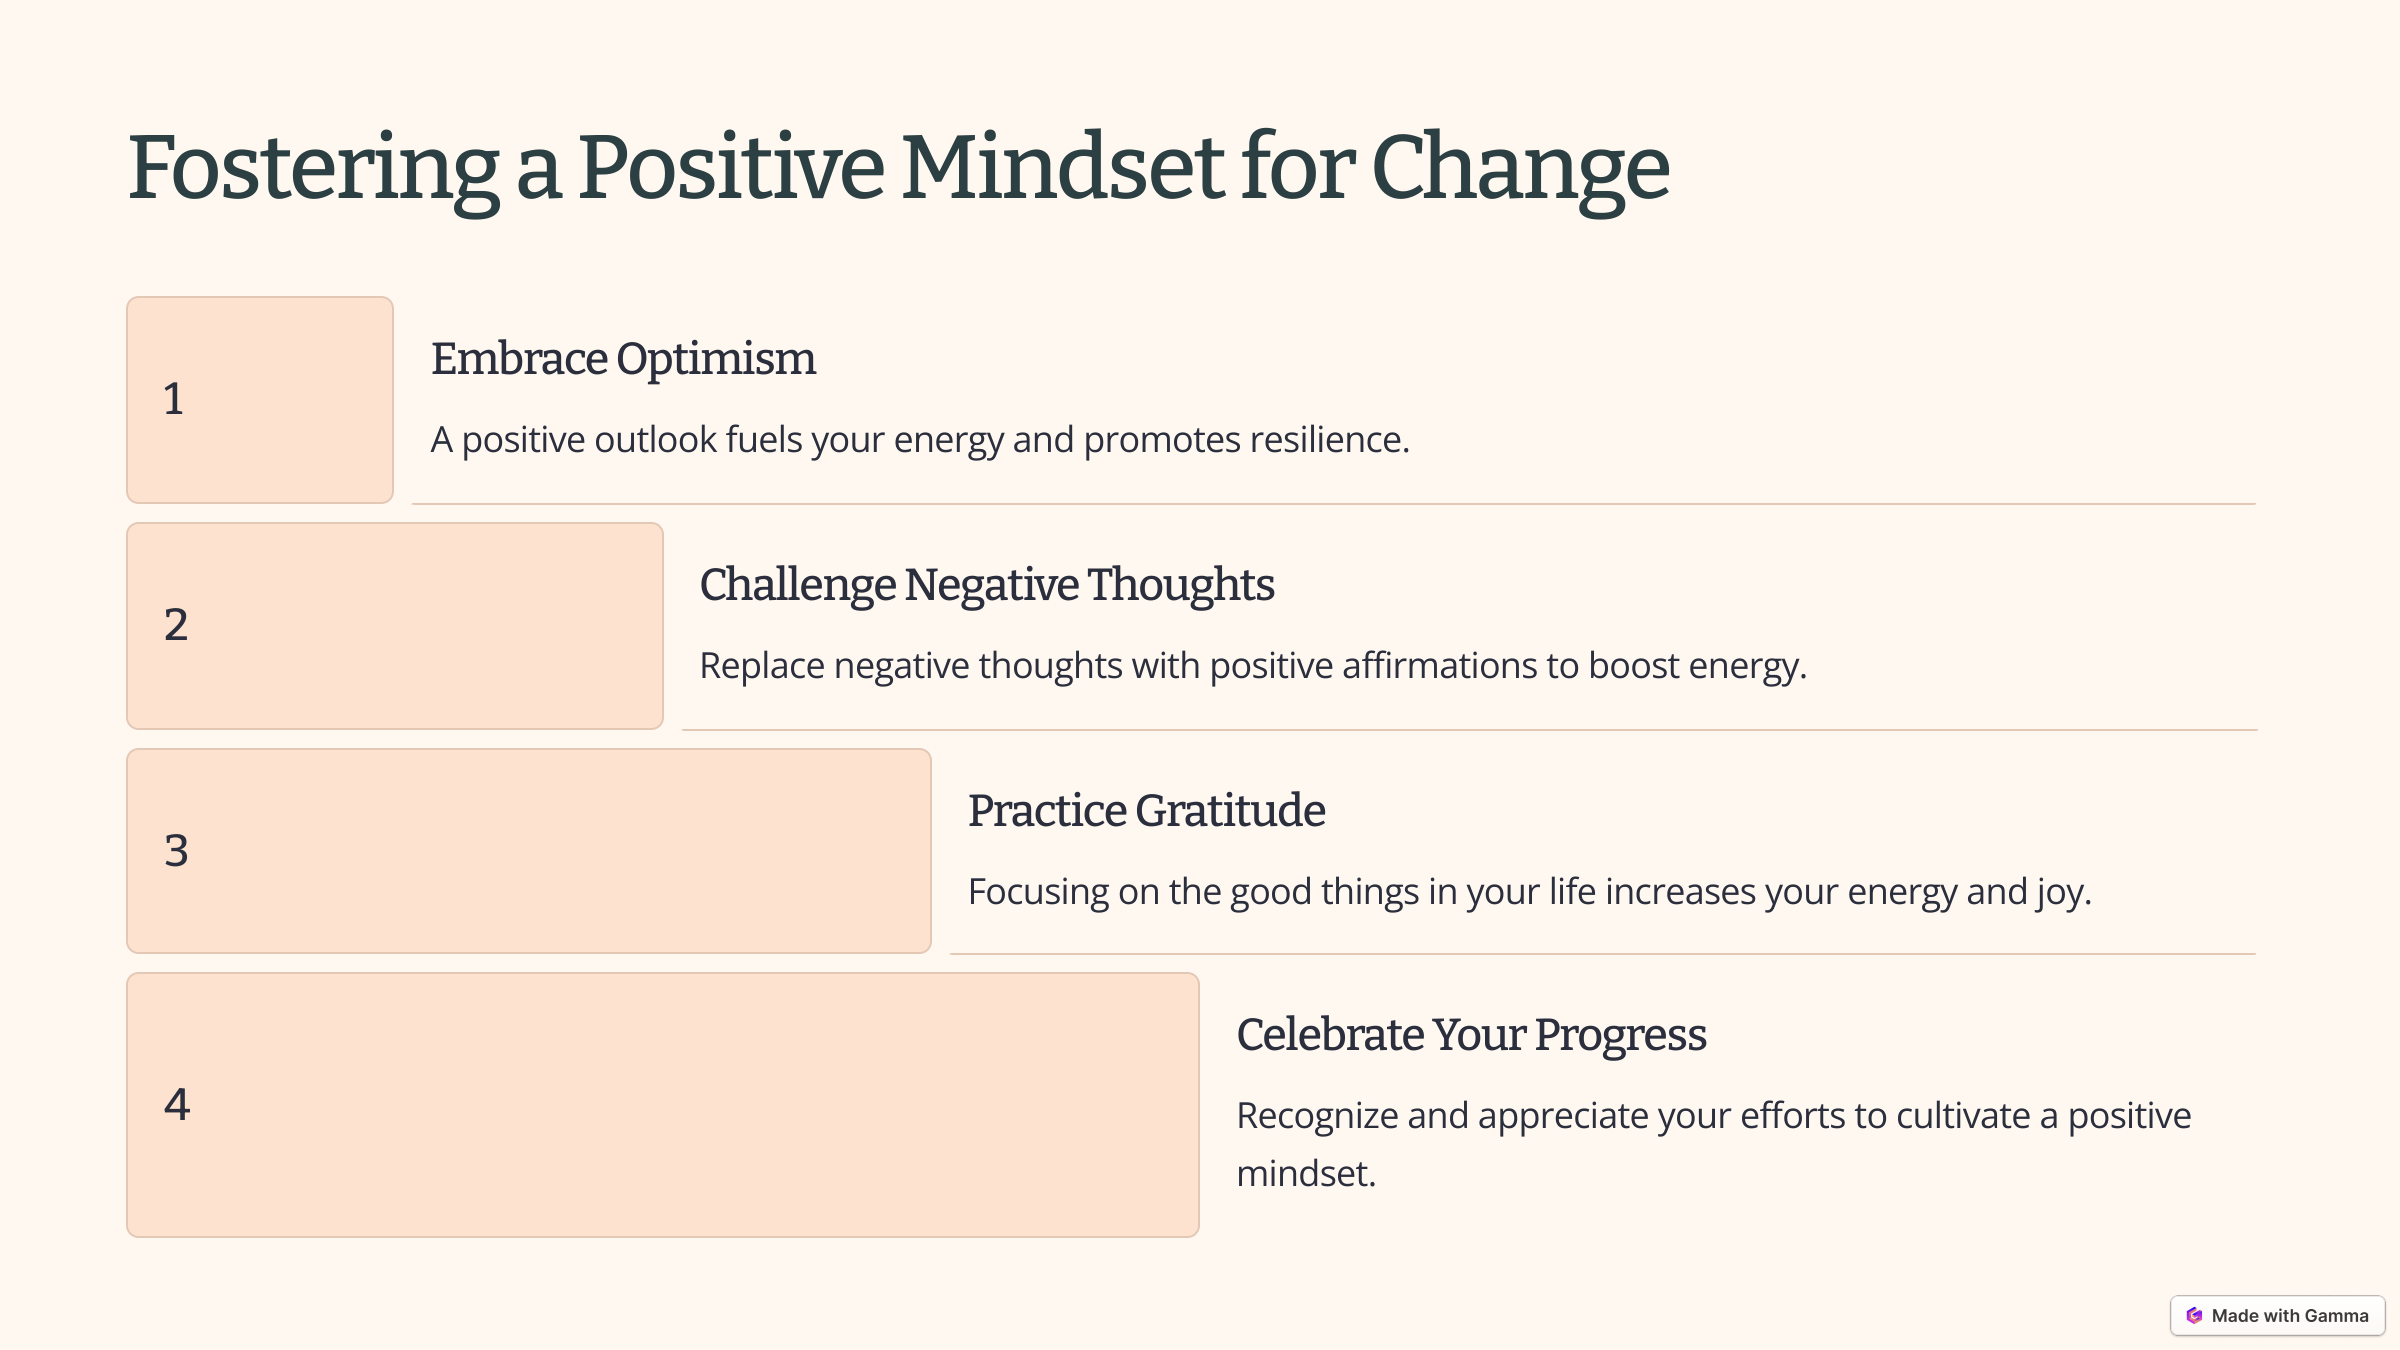 Fostering a Positive Mindset for Change
1
Embrace Optimism
A positive outlook fuels your energy and promotes resilience.
2
Challenge Negative Thoughts
Replace negative thoughts with positive affirmations to boost energy.
3
Practice Gratitude
Focusing on the good things in your life increases your energy and joy.
4
Celebrate Your Progress
Recognize and appreciate your efforts to cultivate a positive
mindset.
Made with Gamma